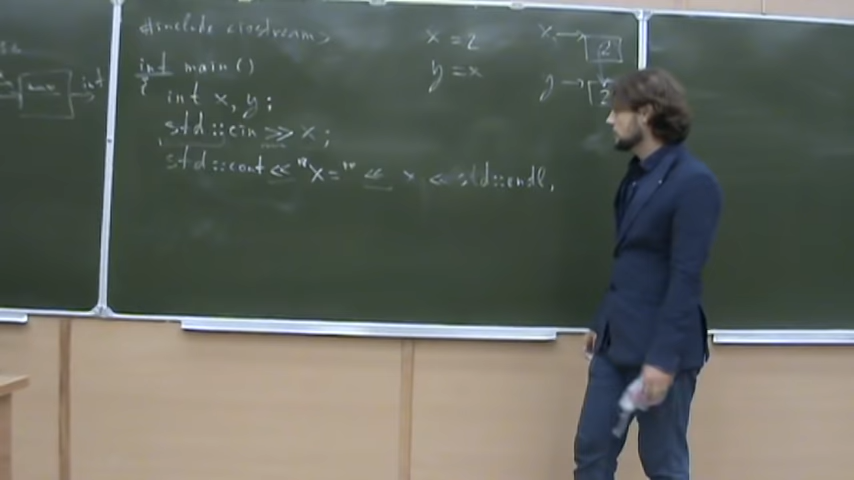 #include <iostream>
int main ()
{
int x, y;
std::cin >> x;
std::cout << "x=" << x << std::endl,
x = 2
y = x
x → 2
y → 2
int